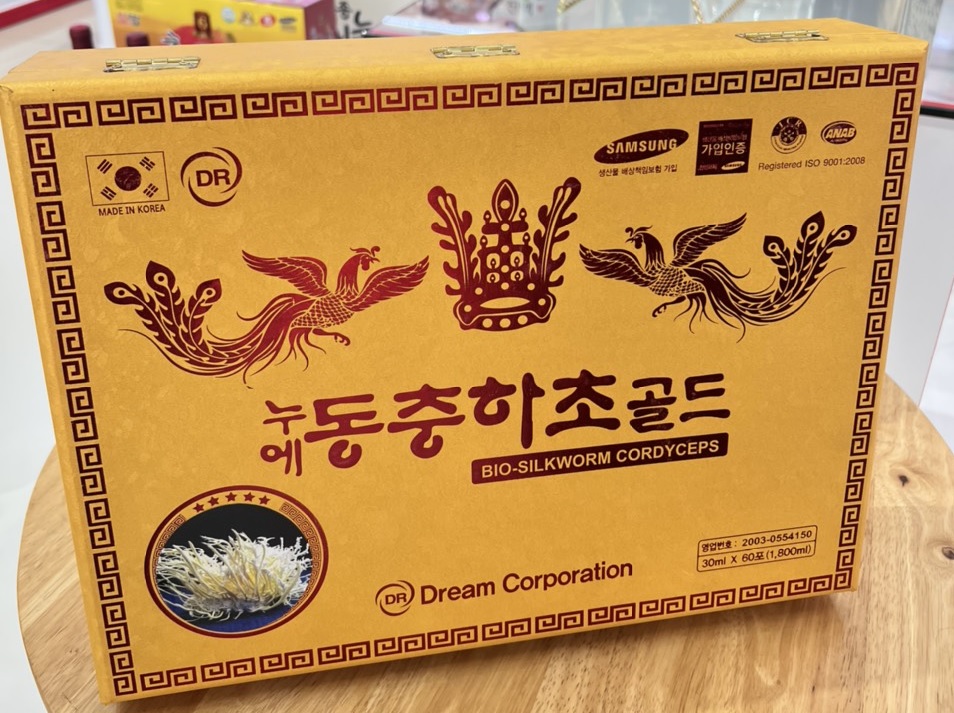 MADE IN KOREA
DR
SAMSUNG
생산물 배상책임보험 가입
가입인증
ANAB
Registered ISO 9001:2008
누에동충하초골드
BIO-SILKWORM CORDYCEPS
영업번호 : 2003-0554150
30ml X 60포 (1,800ml)
DR Dream Corporation